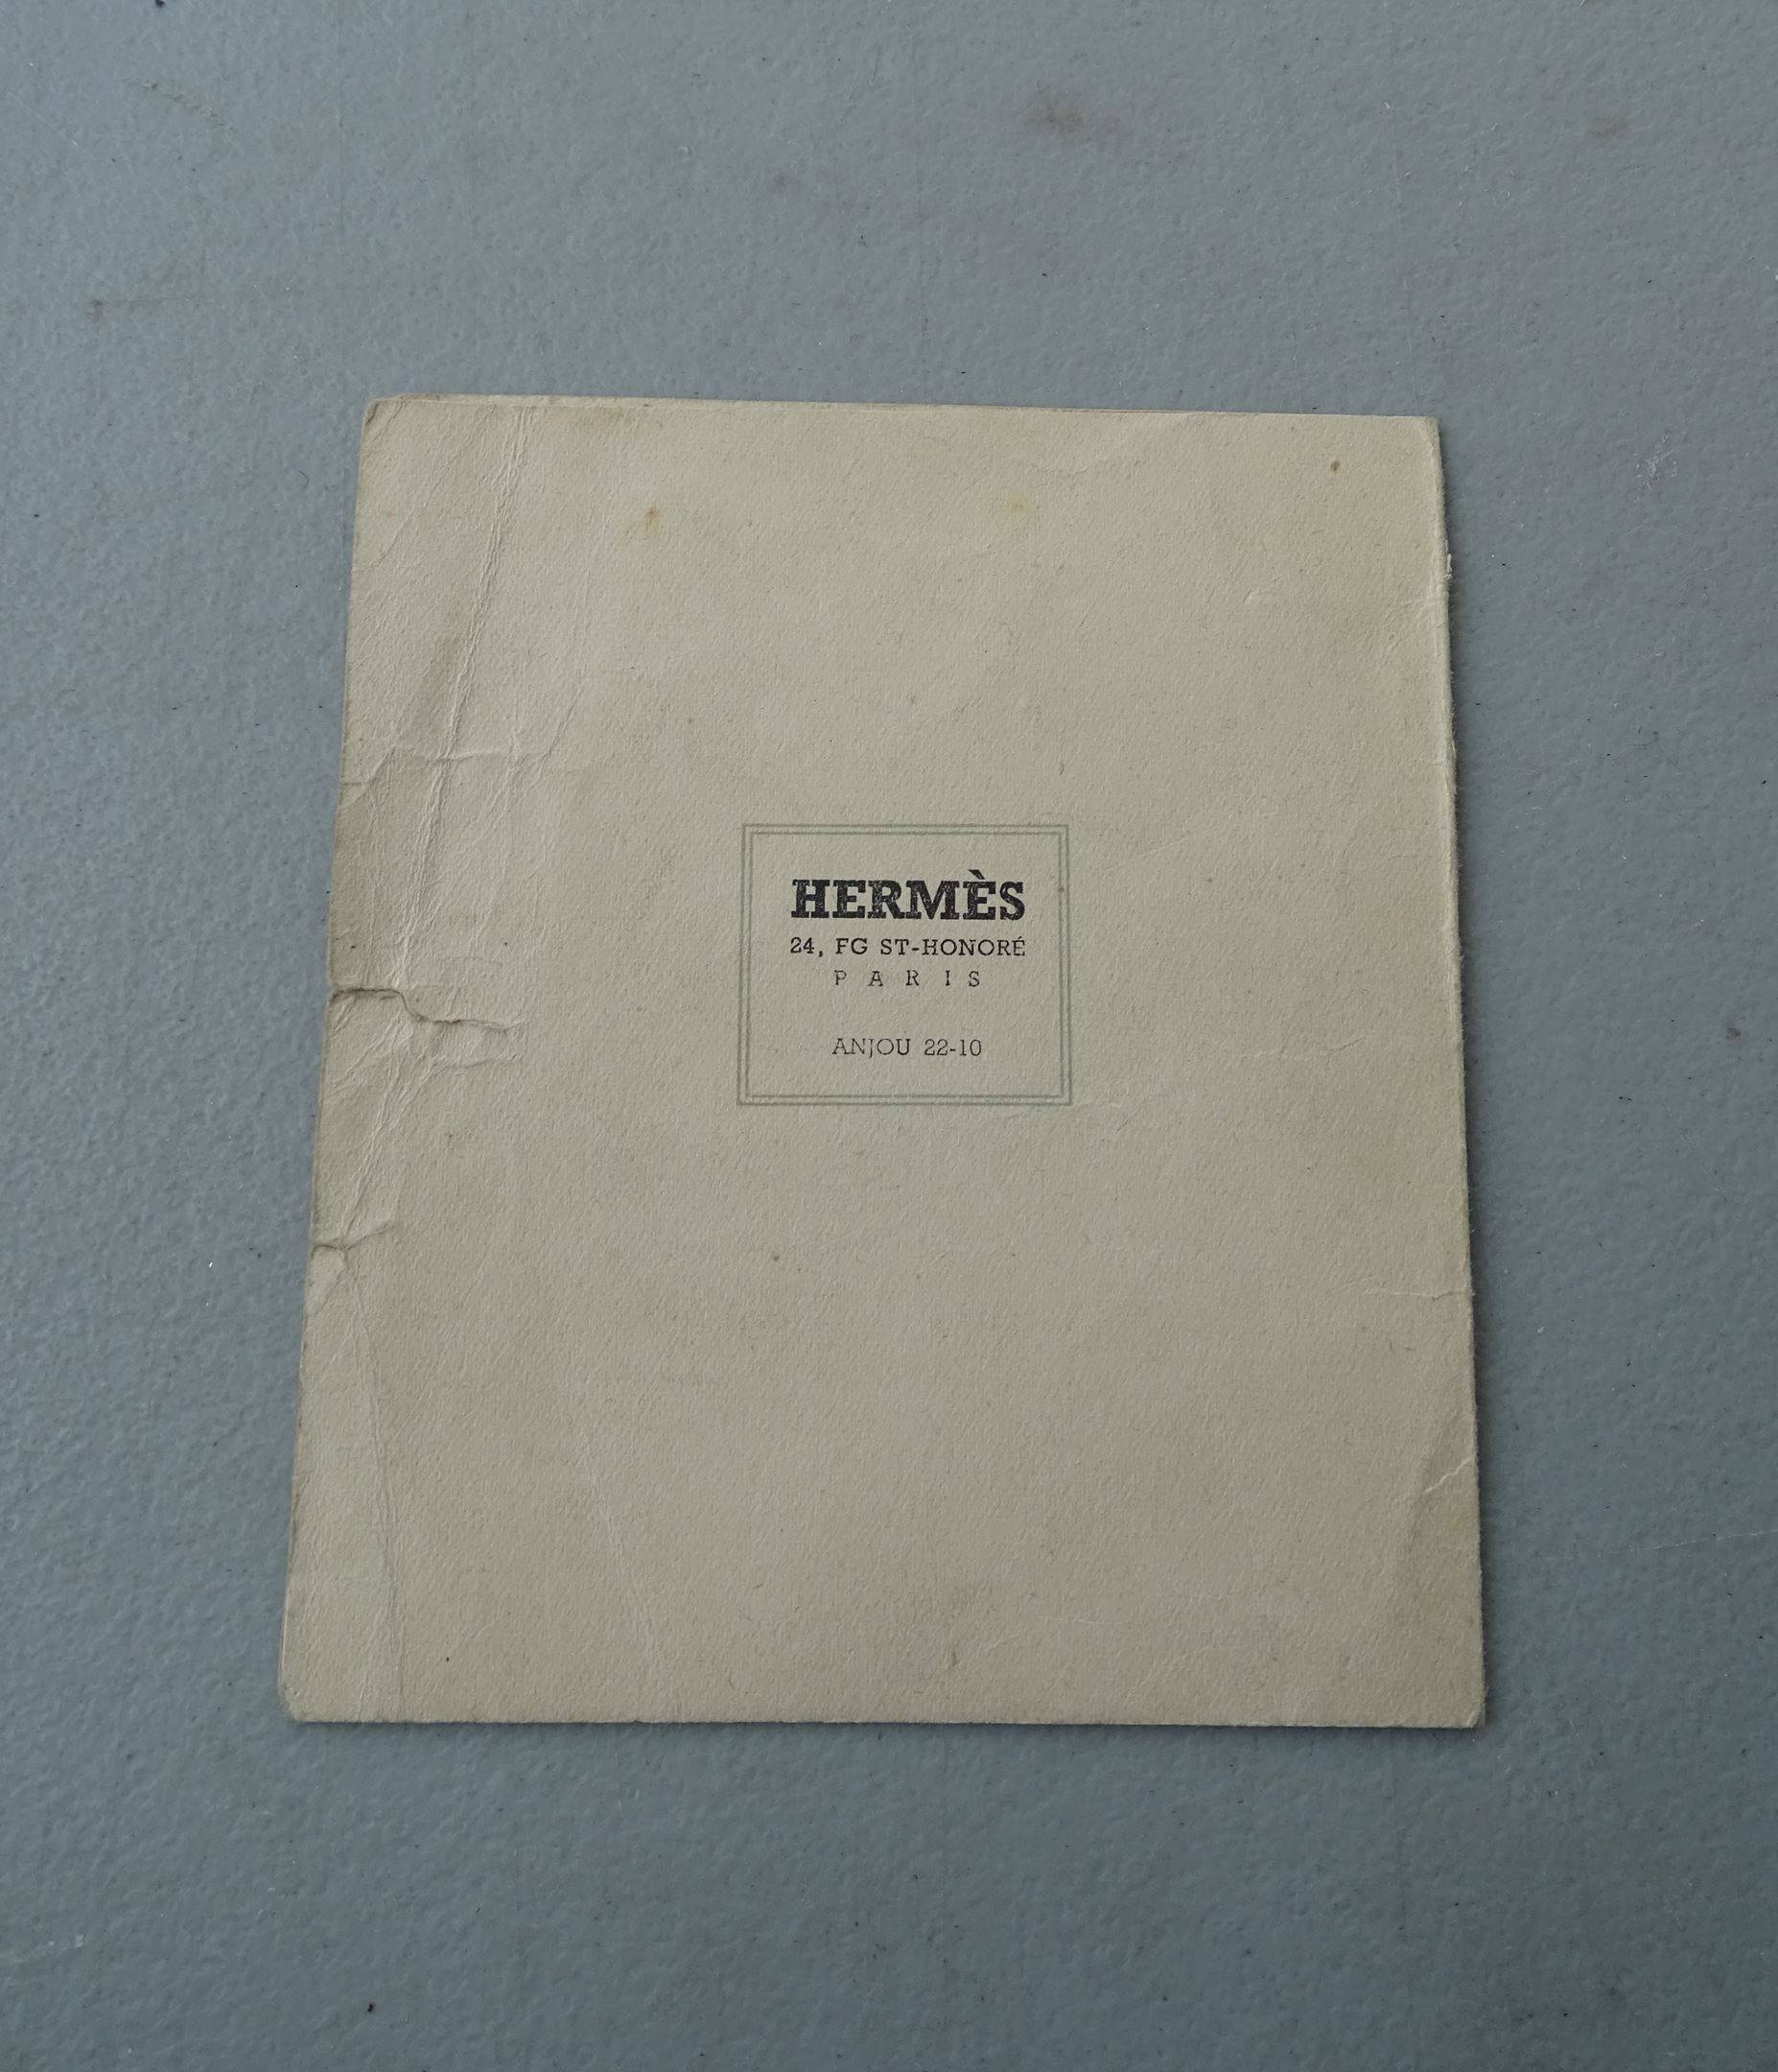 HERMÈS
24, FG ST-HONORÉ
PARIS
ANJOU 22-10